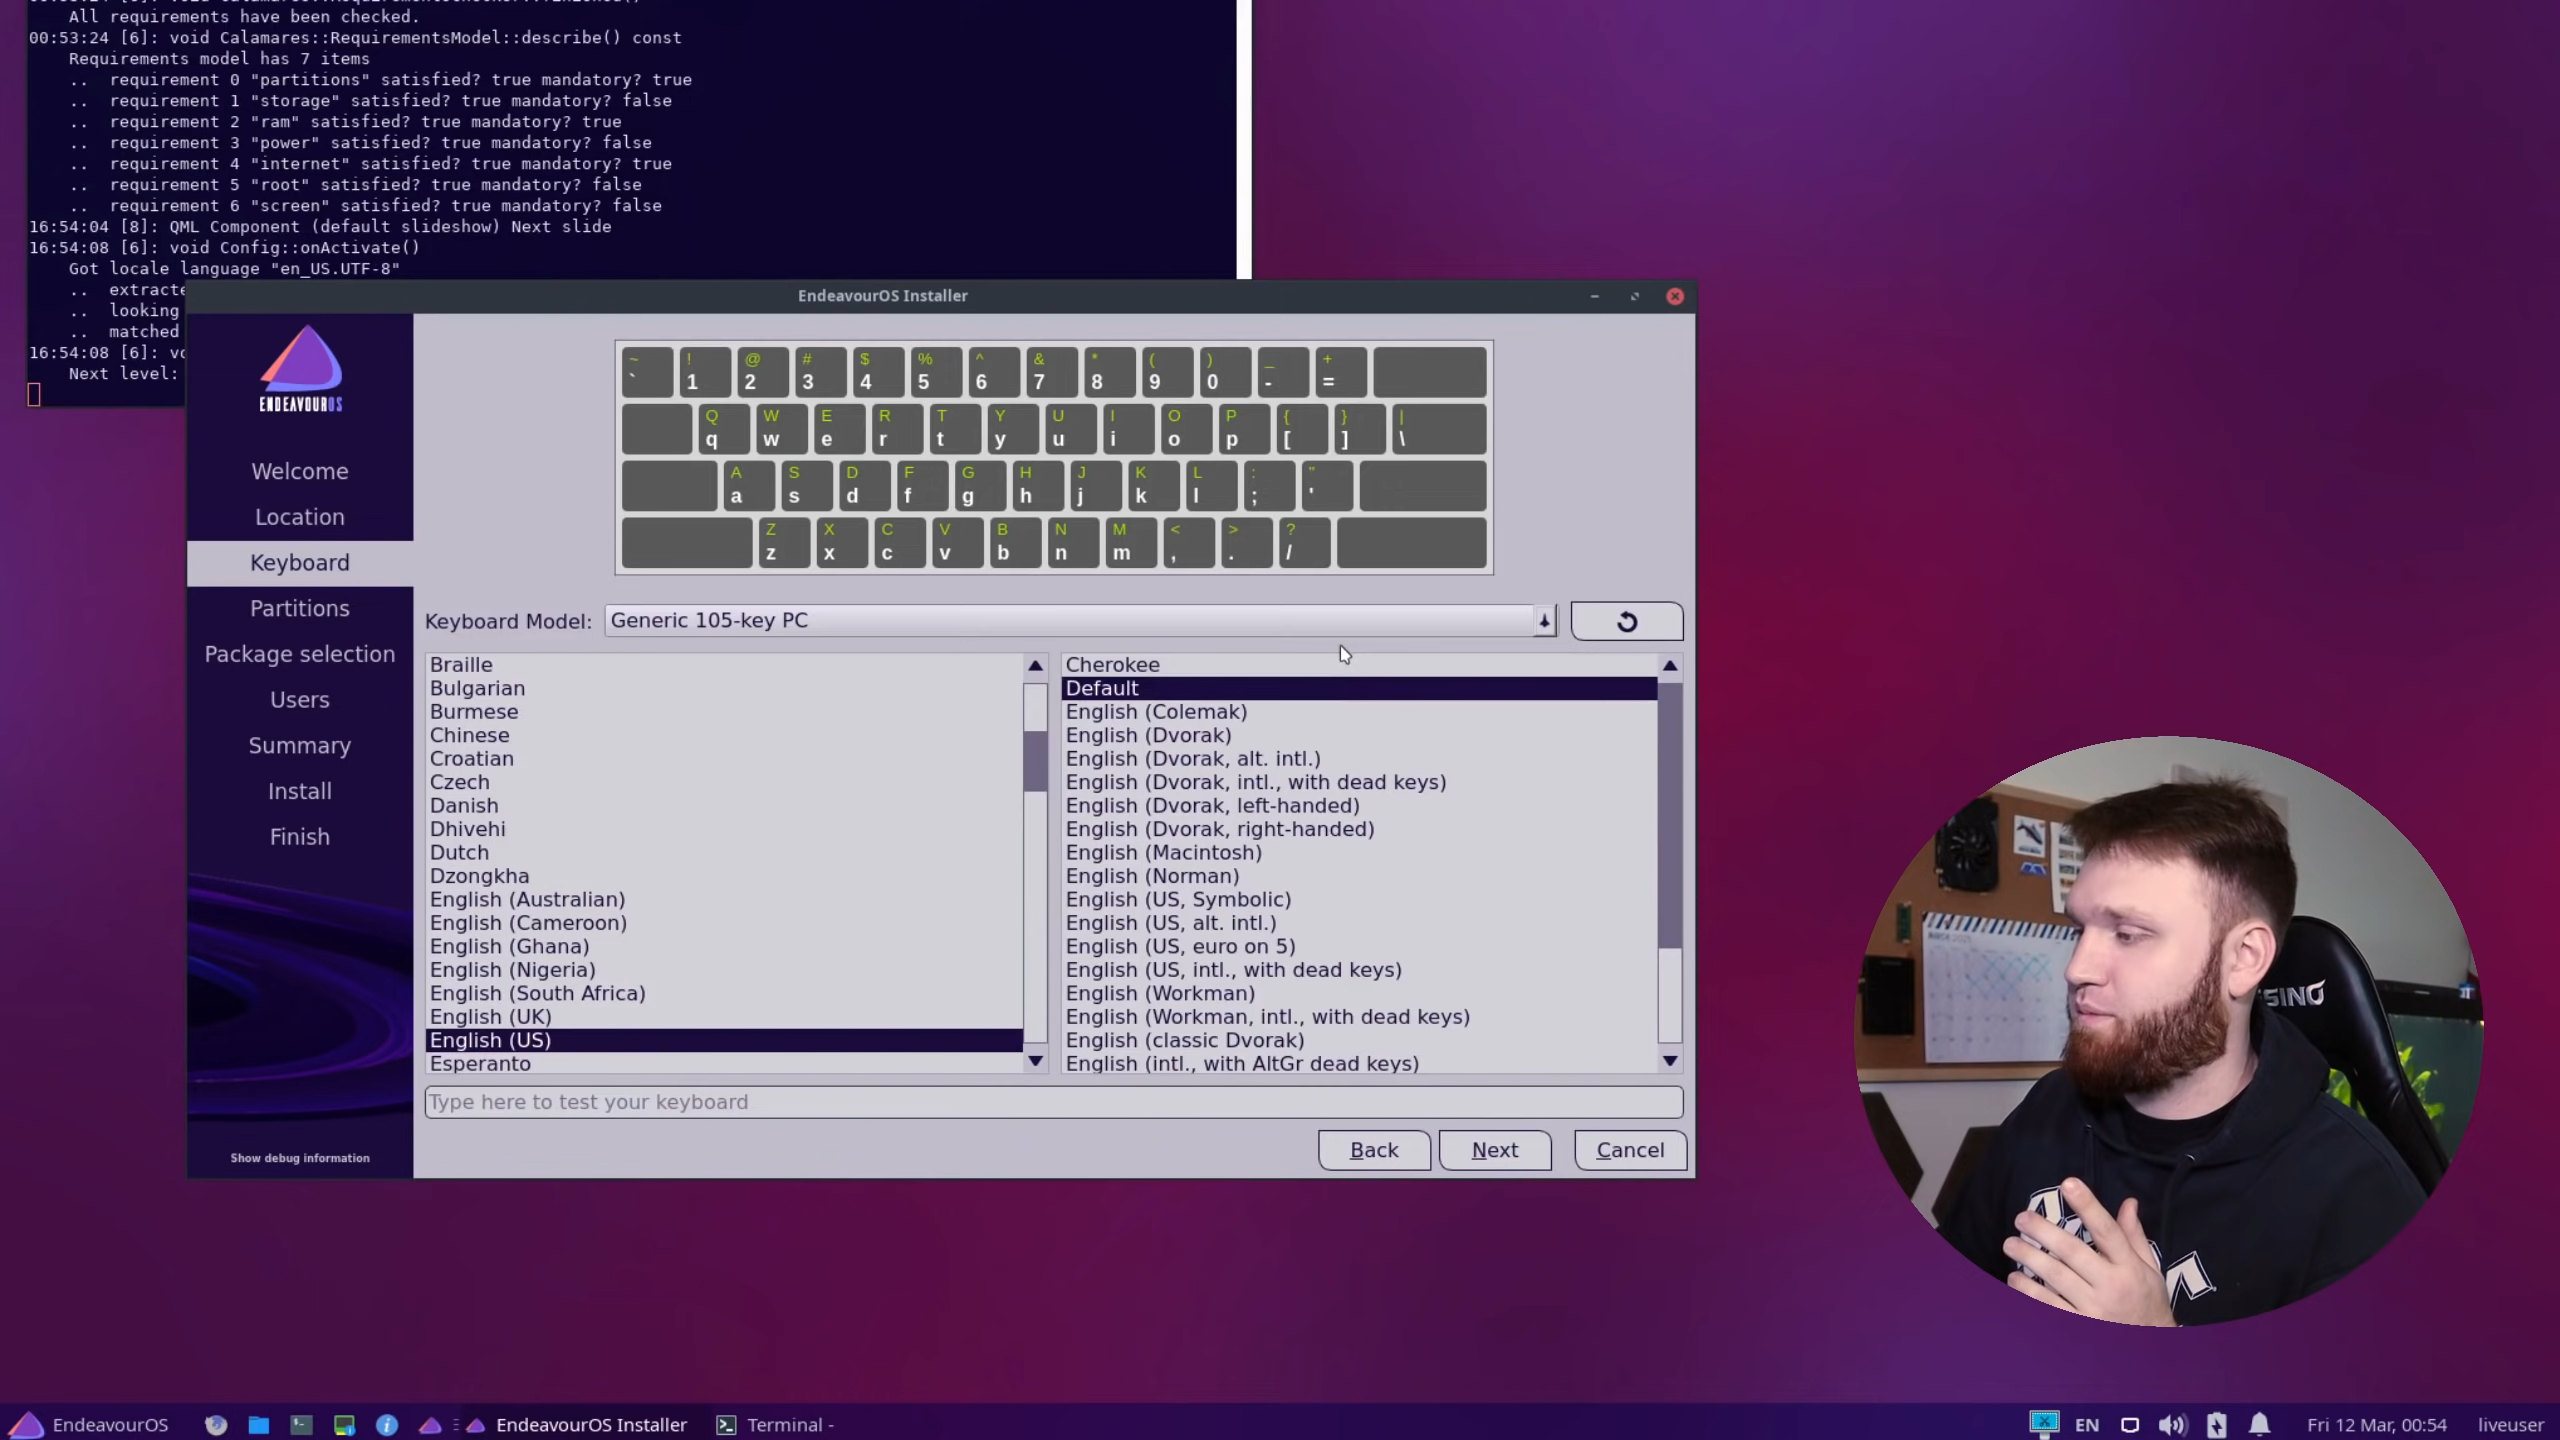 All requirements have been checked.
00:53:24 [6]: void Calamares::RequirementsModel::describe() const
Requirements model has 7 items
.. requirement 0 "partitions" satisfied? true mandatory? true
.. requirement 1 "storage" satisfied? true mandatory? false
.. requirement 2 "ram" satisfied? true mandatory? true
.. requirement 3 "power" satisfied? true mandatory? false
.. requirement 4 "internet" satisfied? true mandatory? true
.. requirement 5 "root" satisfied? true mandatory? false
.. requirement 6 "screen" satisfied? true mandatory? false
16:54:04 [8]: QML Component (default slideshow) Next slide
16:54:08 [6]: void Config::onActivate()
Got locale language "en_US.UTF-8"
.. extracte
.. looking
.. matched
16:54:08 [6]: vo
Next level:
EndeavourOS Installer
ENDEAVOUROS
Welcome
Location
Keyboard
Partitions
Package selection
Users
Summary
Install
Finish
Show debug information
~ ! @ # $ % ^ & * ( ) _ +
` 1 2 3 4 5 6 7 8 9 0 - =
Q W E R T Y U I O P { } |
q w e r t y u i o p [ ] \
A S D F G H J K L : "
a s d f g h j k l ; '
Z X C V B N M < > ?
z x c v b n m , . /
Keyboard Model: Generic 105-key PC
Braille
Bulgarian
Burmese
Chinese
Croatian
Czech
Danish
Dhivehi
Dutch
Dzongkha
English (Australian)
English (Cameroon)
English (Ghana)
English (Nigeria)
English (South Africa)
English (UK)
English (US)
Esperanto
Cherokee
Default
English (Colemak)
English (Dvorak)
English (Dvorak, alt. intl.)
English (Dvorak, intl., with dead keys)
English (Dvorak, left-handed)
English (Dvorak, right-handed)
English (Macintosh)
English (Norman)
English (US, Symbolic)
English (US, alt. intl.)
English (US, euro on 5)
English (US, intl., with dead keys)
English (Workman)
English (Workman, intl., with dead keys)
English (classic Dvorak)
English (intl., with AltGr dead keys)
Type here to test your keyboard
Back Next Cancel
SINO
EndeavourOS
EndeavourOS Installer
Terminal -
EN
Fri 12 Mar, 00:54
liveuser